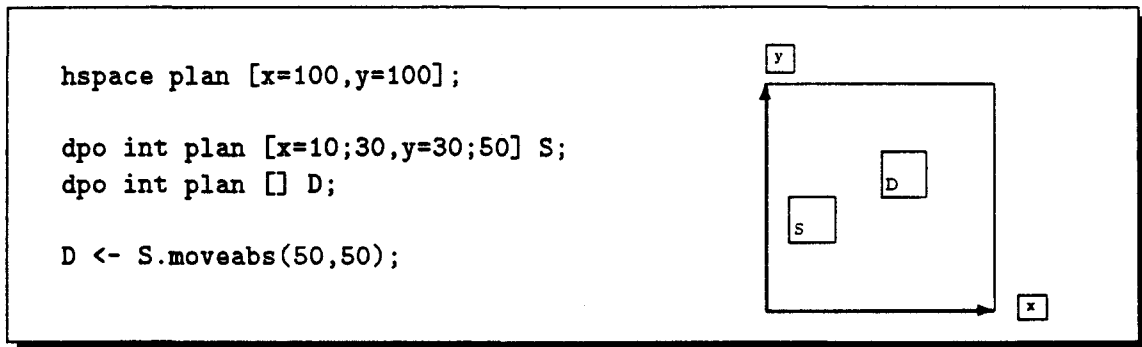 hspace plan [x=100,y=100];
dpo int plan [x=10;30,y=30;50] S;
dpo int plan [] D;
D <- S.moveabs(50,50);
y
D
S
x